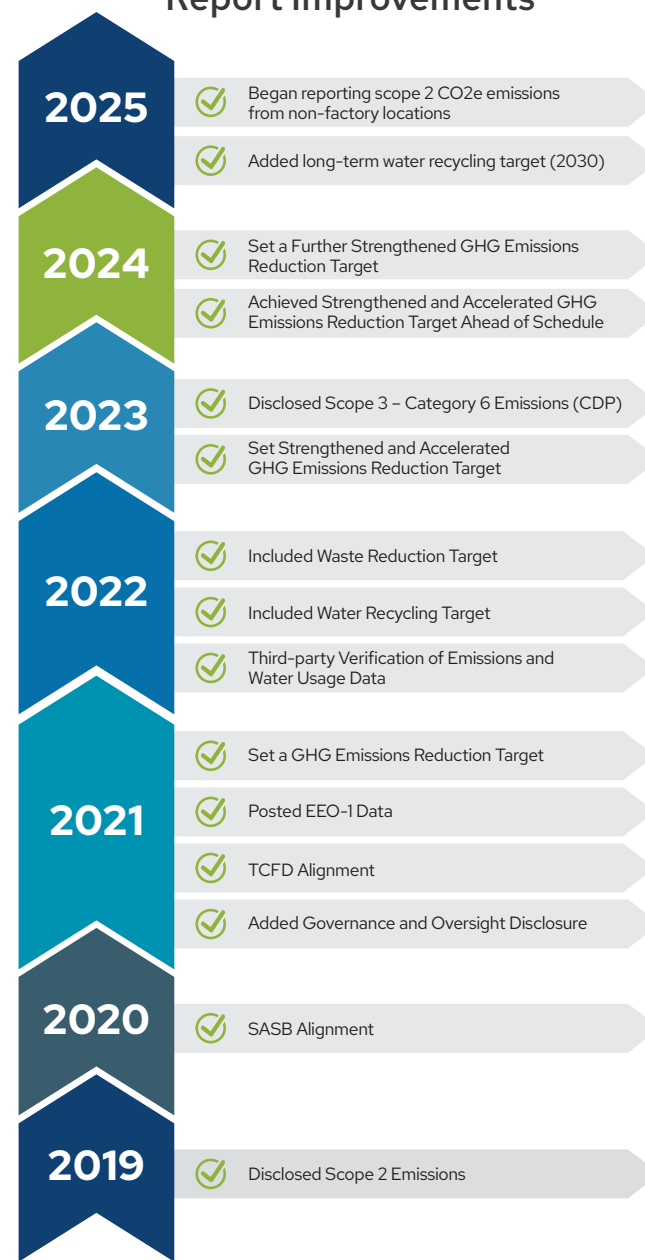 Report Improvements
2025
Began reporting scope 2 CO2e emissions
from non-factory locations
Added long-term water recycling target (2030)
2024
Set a Further Strengthened GHG Emissions
Reduction Target
Achieved Strengthened and Accelerated GHG
Emissions Reduction Target Ahead of Schedule
2023
Disclosed Scope 3 – Category 6 Emissions (CDP)
Set Strengthened and Accelerated
GHG Emissions Reduction Target
2022
Included Waste Reduction Target
Included Water Recycling Target
Third-party Verification of Emissions and
Water Usage Data
2021
Set a GHG Emissions Reduction Target
Posted EEO-1 Data
TCFD Alignment
Added Governance and Oversight Disclosure
2020
SASB Alignment
2019
Disclosed Scope 2 Emissions